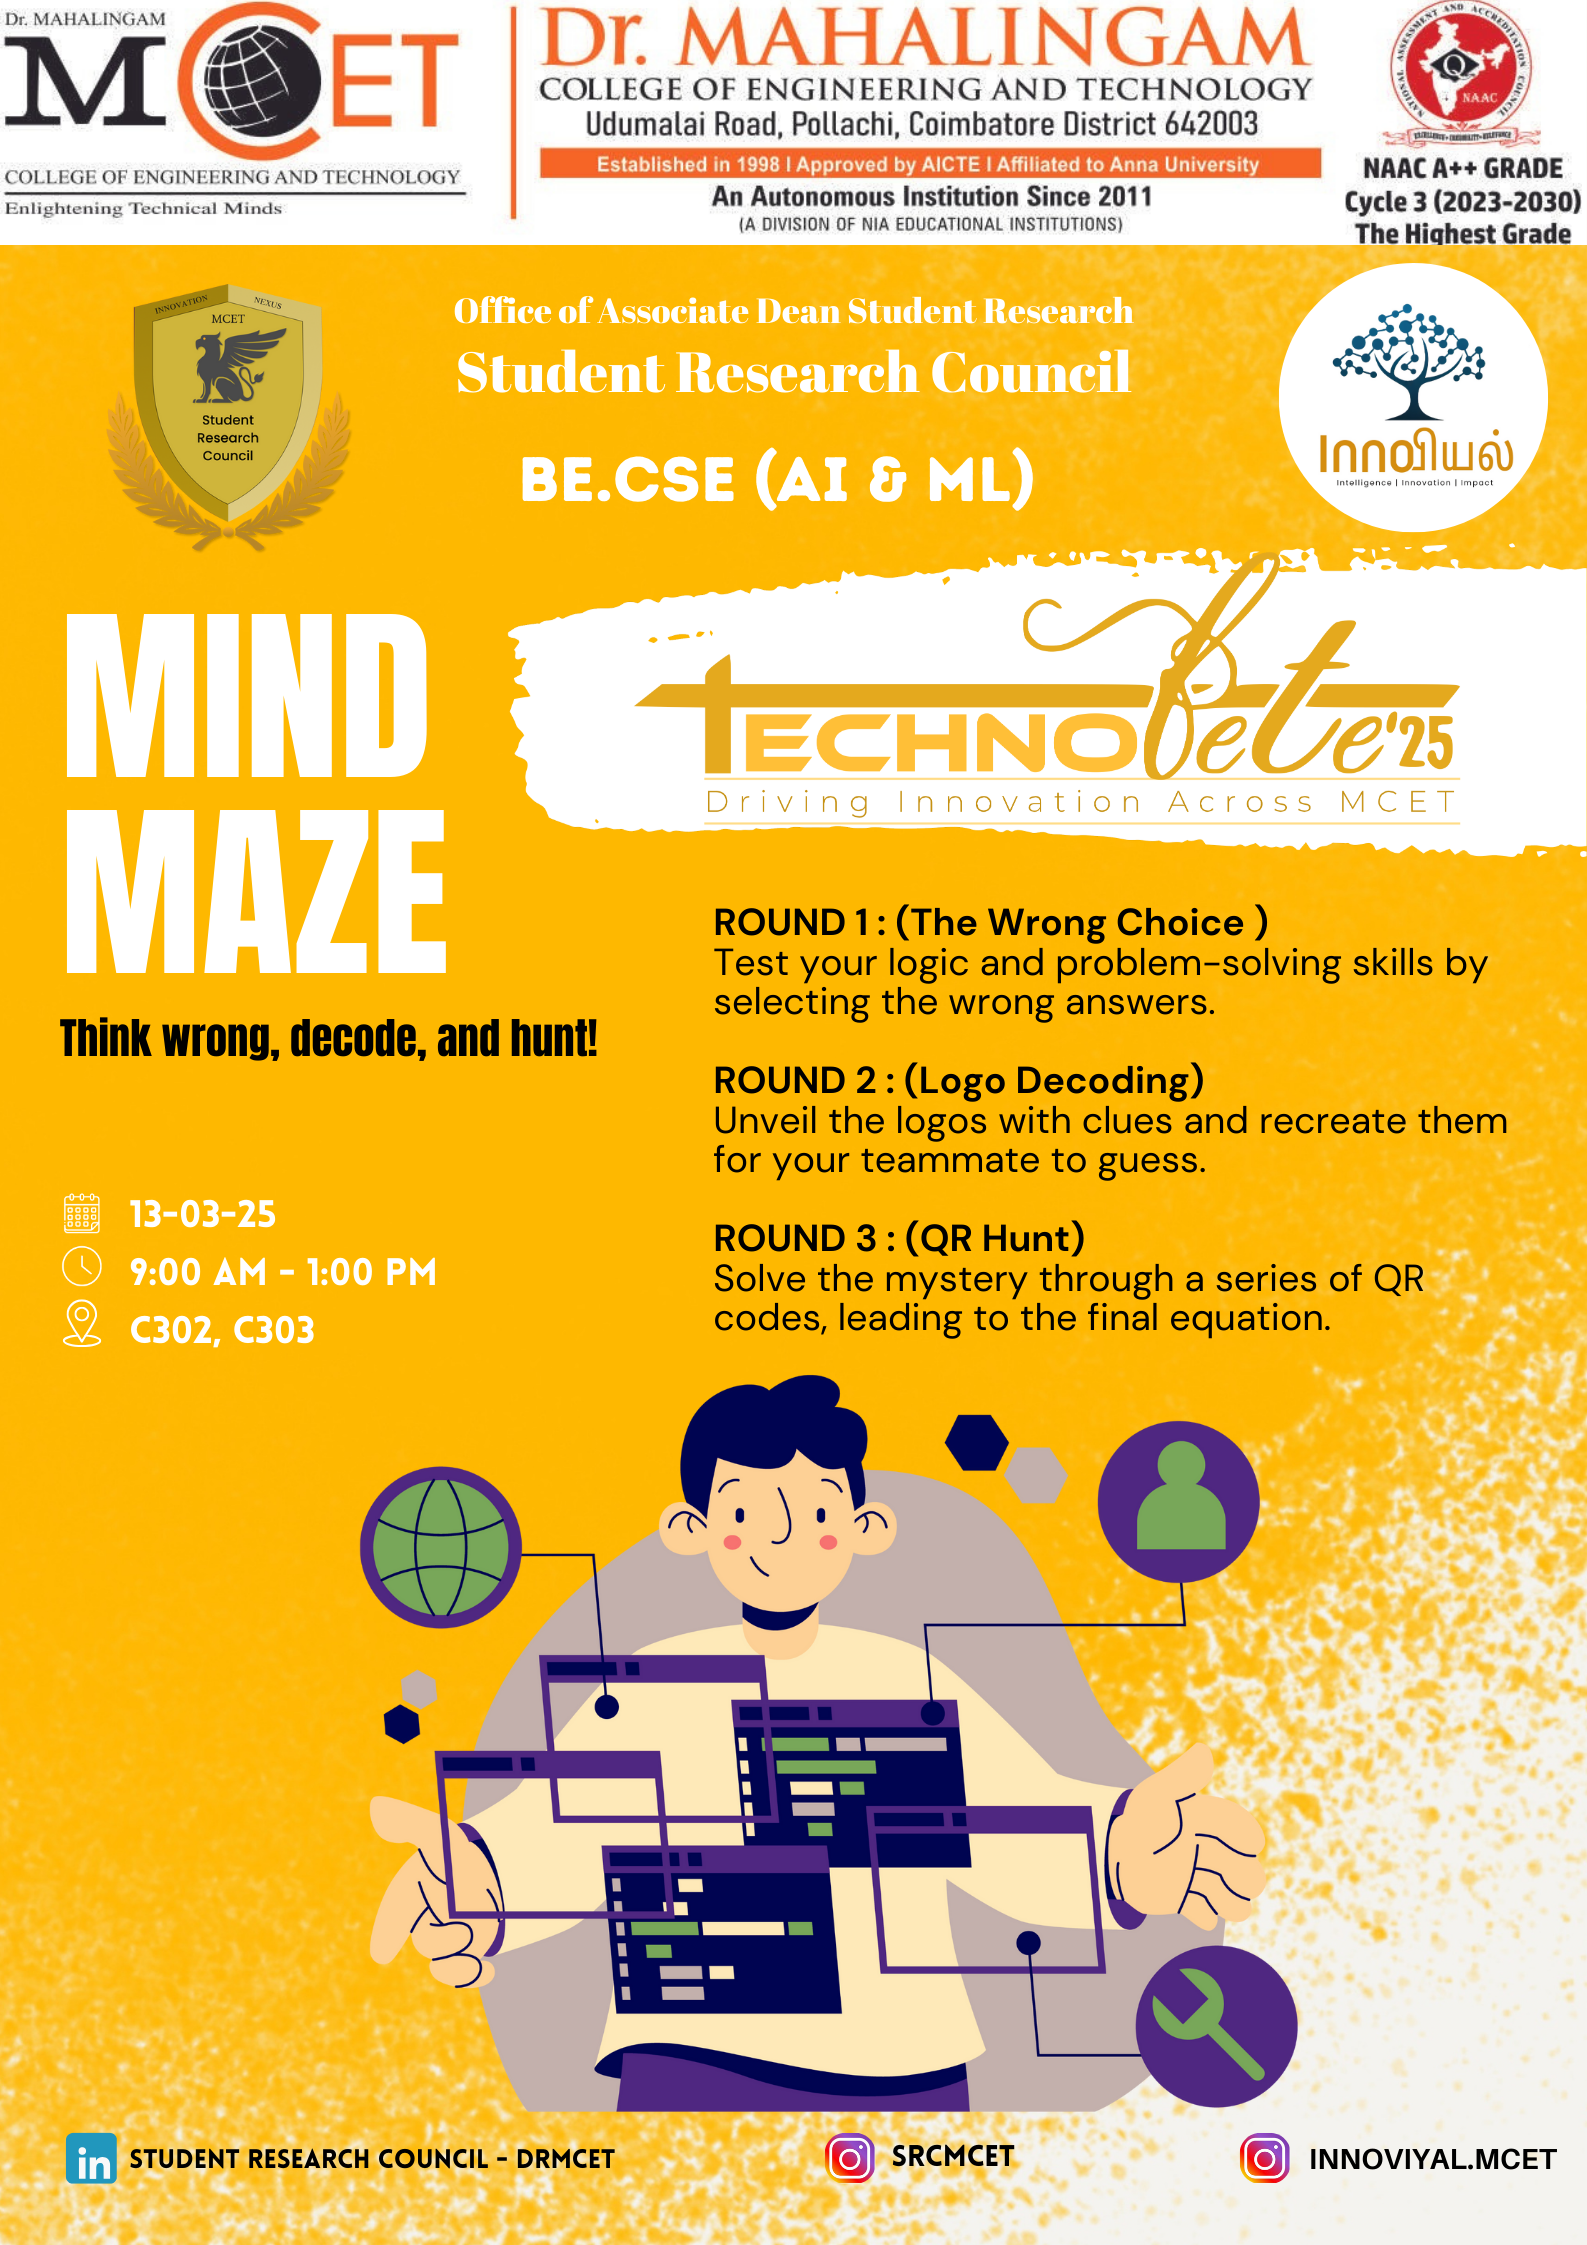 Dr. MAHALINGAM
MCET
COLLEGE OF ENGINEERING AND TECHNOLOGY
Enlightening Technical Minds
Dr. MAHALINGAM
COLLEGE OF ENGINEERING AND TECHNOLOGY
Udumalai Road, Pollachi, Coimbatore District 642003
Established in 1998 I Approved by AICTE I Affiliated to Anna University
An Autonomous Institution Since 2011
(A DIVISION OF NIA EDUCATIONAL INSTITUTIONS)
NATIONAL ASSESSMENT AND ACCREDITATION COUNCIL
NAAC
NAAC A++ GRADE
Cycle 3 (2023-2030)
The Highest Grade
INNOVATION NEXUS
MCET
Student
Research
Council
Office of Associate Dean Student Research
Student Research Council
BE.CSE (AI & ML)
Innoவியல்
Intelligence | Innovation | Impact
MIND
MAZE
Think wrong, decode, and hunt!
TECHNOfete'25
Driving Innovation Across MCET
ROUND 1 : (The Wrong Choice )
Test your logic and problem-solving skills by
selecting the wrong answers.
ROUND 2 : (Logo Decoding)
Unveil the logos with clues and recreate them
for your teammate to guess.
ROUND 3 : (QR Hunt)
Solve the mystery through a series of QR
codes, leading to the final equation.
13-03-25
9:00 AM - 1:00 PM
C302, C303
in STUDENT RESEARCH COUNCIL - DRMCET
SRCMCET
INNOVIYAL.MCET